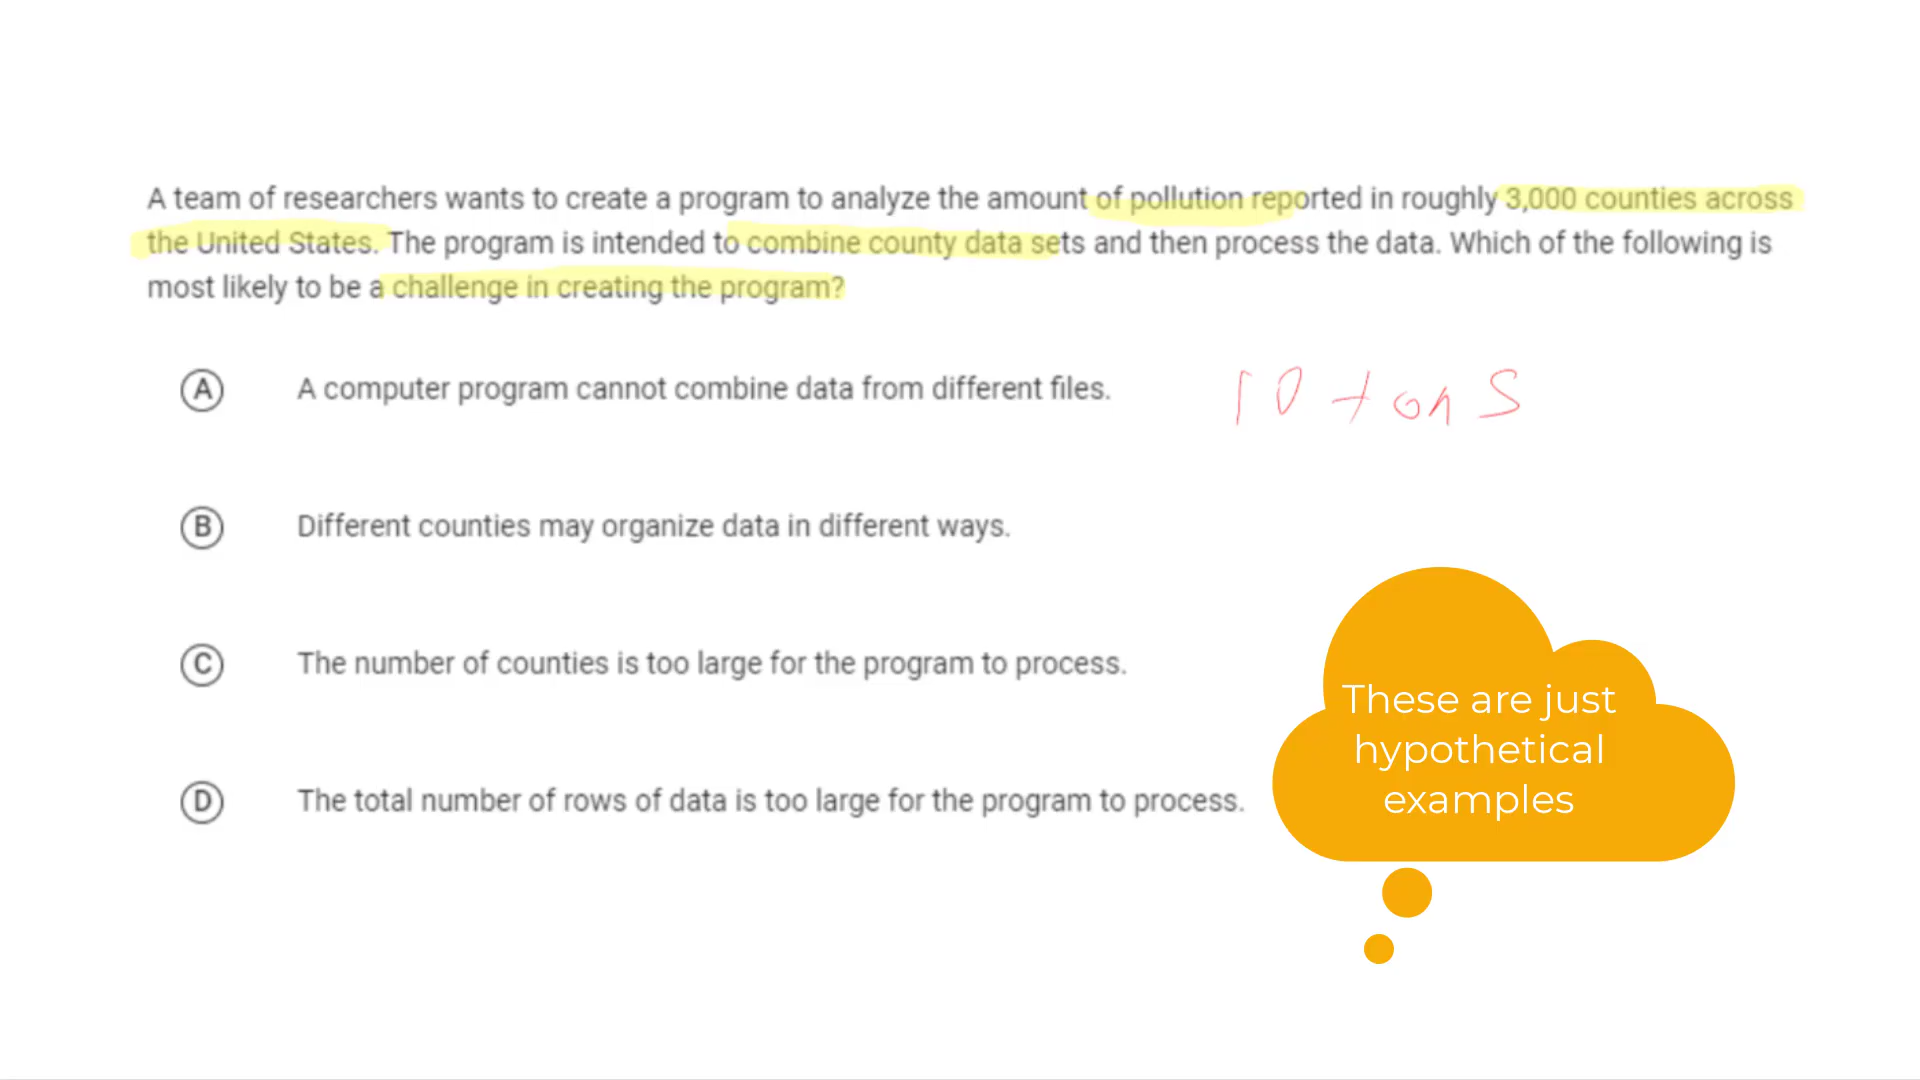 A team of researchers wants to create a program to analyze the amount of pollution reported in roughly 3,000 counties across
the United States. The program is intended to combine county data sets and then process the data. Which of the following is
most likely to be a challenge in creating the program?
A A computer program cannot combine data from different files.
10 tons
B Different counties may organize data in different ways.
C The number of counties is too large for the program to process.
D The total number of rows of data is too large for the program to process.
These are just
hypothetical
examples